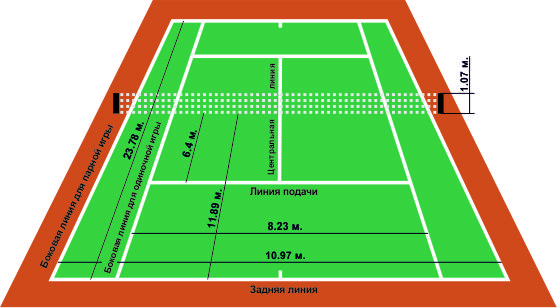 1.07 м.
линия
Центральная
23.78 м.
6.4 м.
11.89 м.
Боковая линия для парной игры
Боковая линия для одиночной игры
Линия подачи
8.23 м.
10.97 м.
Задняя линия